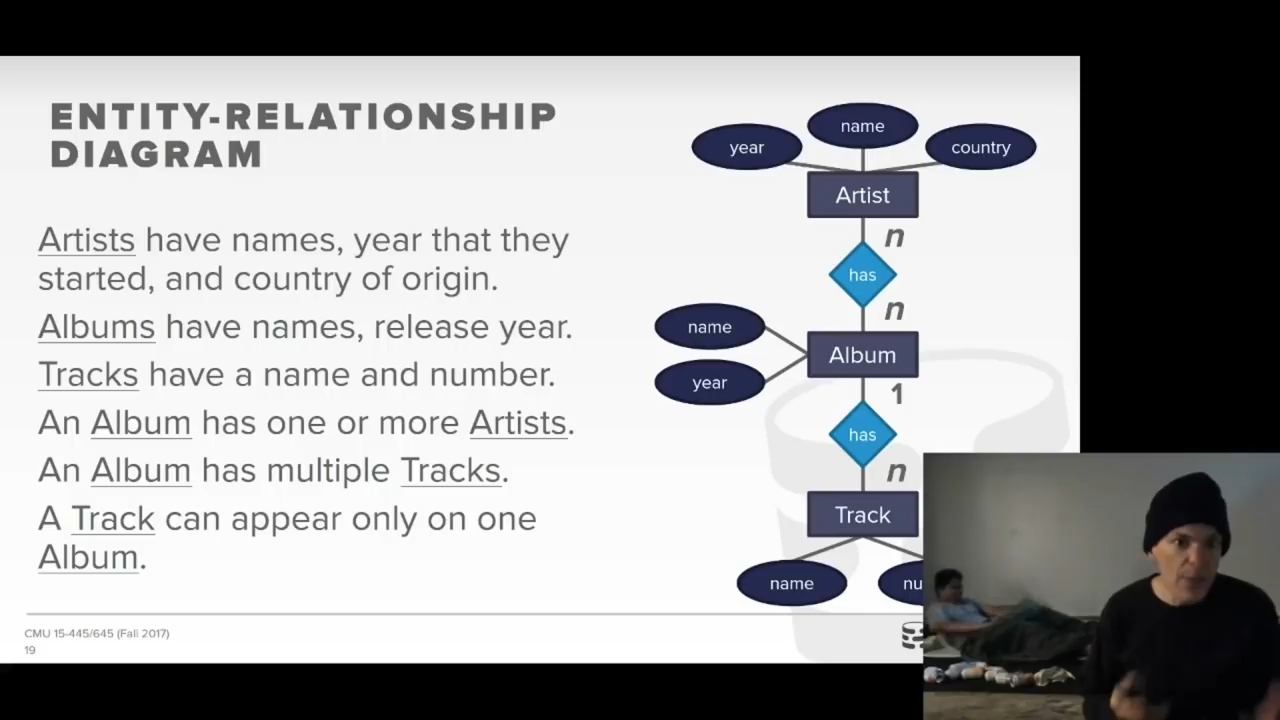 ENTITY-RELATIONSHIP
DIAGRAM
Artists have names, year that they
started, and country of origin.
Albums have names, release year.
Tracks have a name and number.
An Album has one or more Artists.
An Album has multiple Tracks.
A Track can appear only on one
Album.
name
year
country
Artist
n
has
n
name
Album
year
1
has
n
Track
name
nu
CMU 15-445/645 (Fall 2017)
19